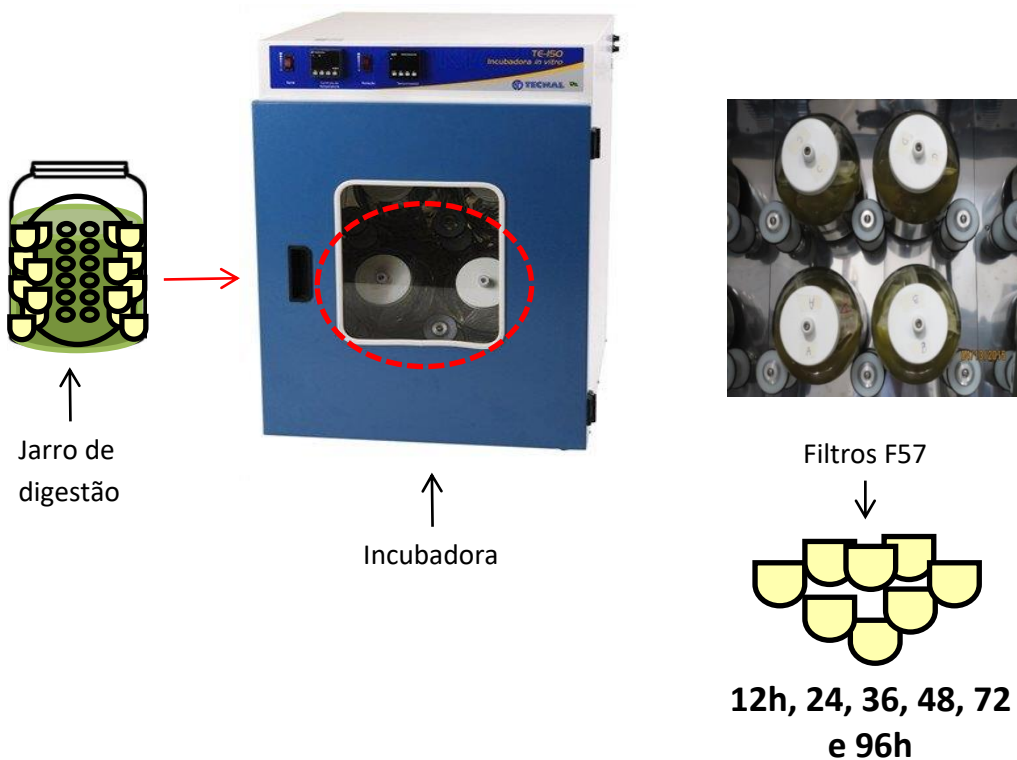 TE-150
Incubadora in vitro
TECNAL
Jarro de
digestão
Incubadora
Filtros F57
12h, 24, 36, 48, 72
e 96h
A